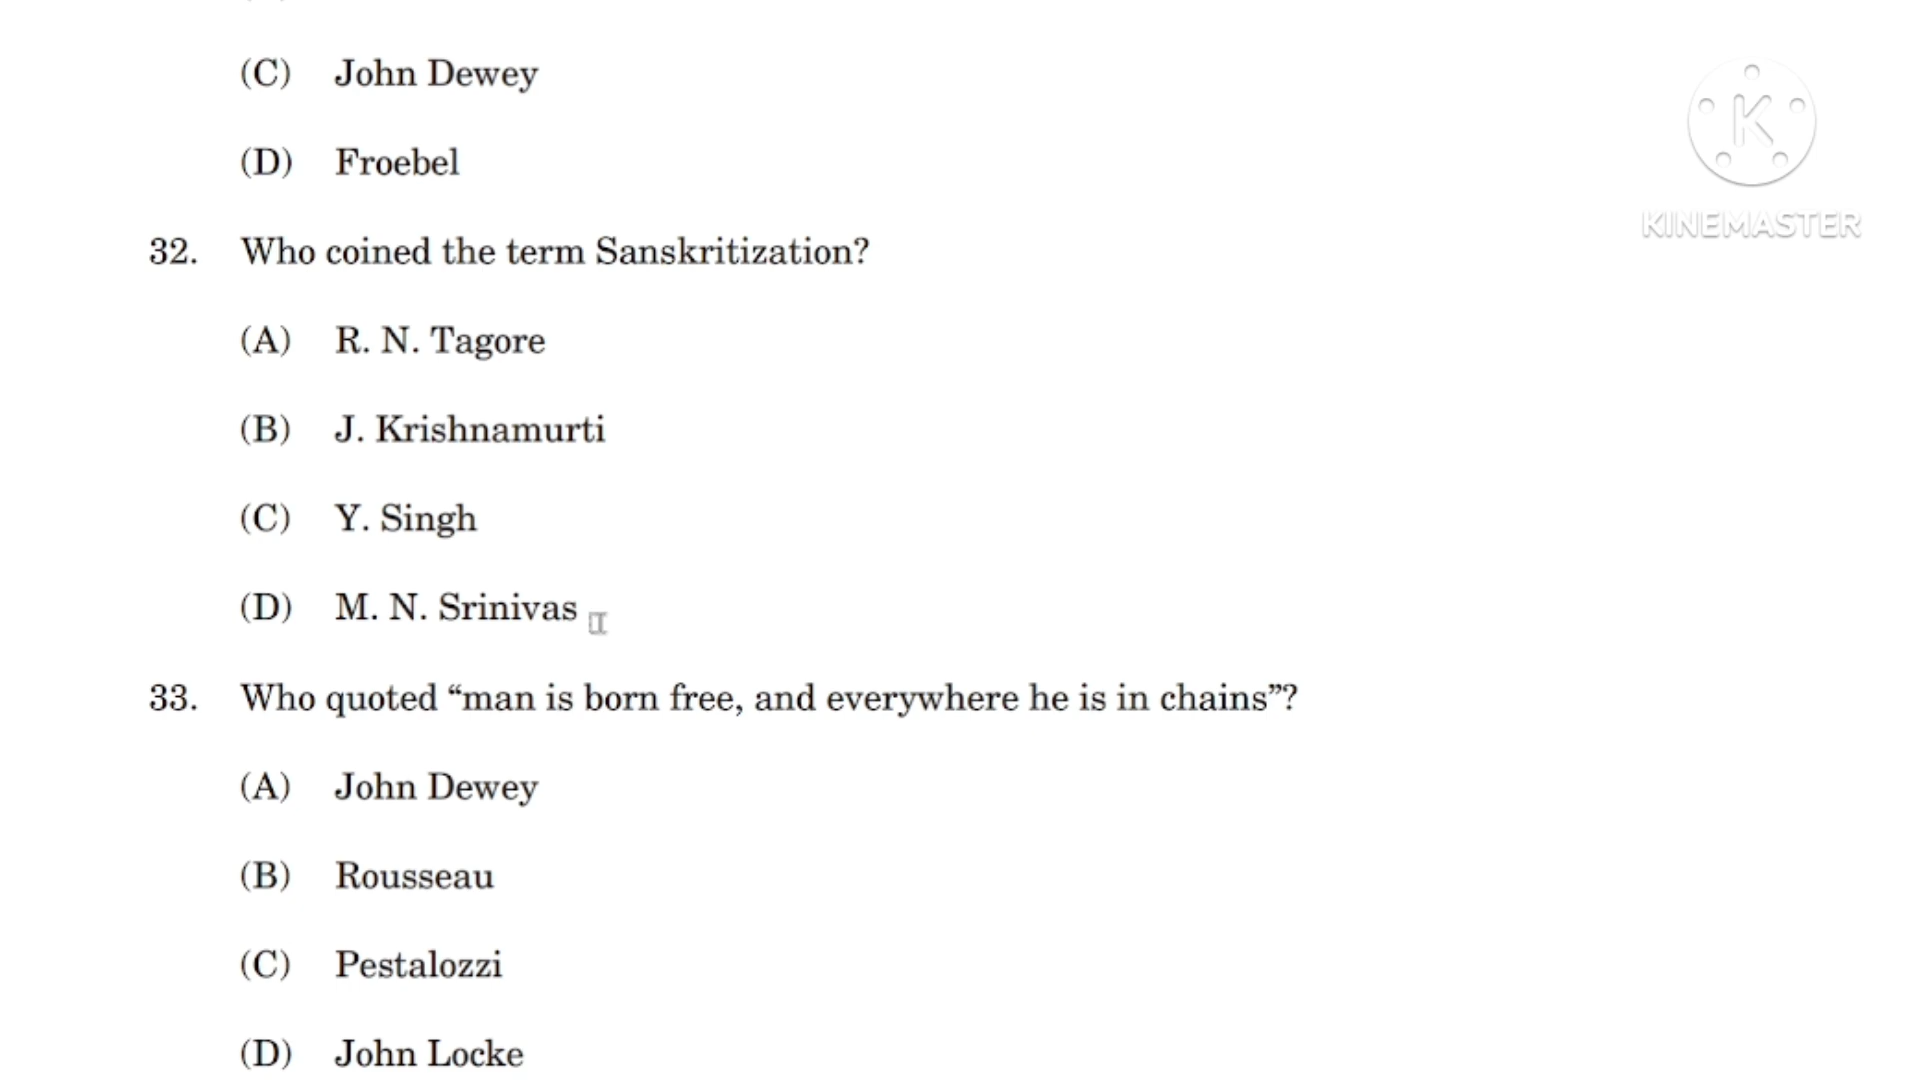 (C) John Dewey
(D) Froebel
32. Who coined the term Sanskritization?
(A) R. N. Tagore
(B) J. Krishnamurti
(C) Y. Singh
(D) M. N. Srinivas
33. Who quoted “man is born free, and everywhere he is in chains”?
(A) John Dewey
(B) Rousseau
(C) Pestalozzi
(D) John Locke
K
KINEMASTER